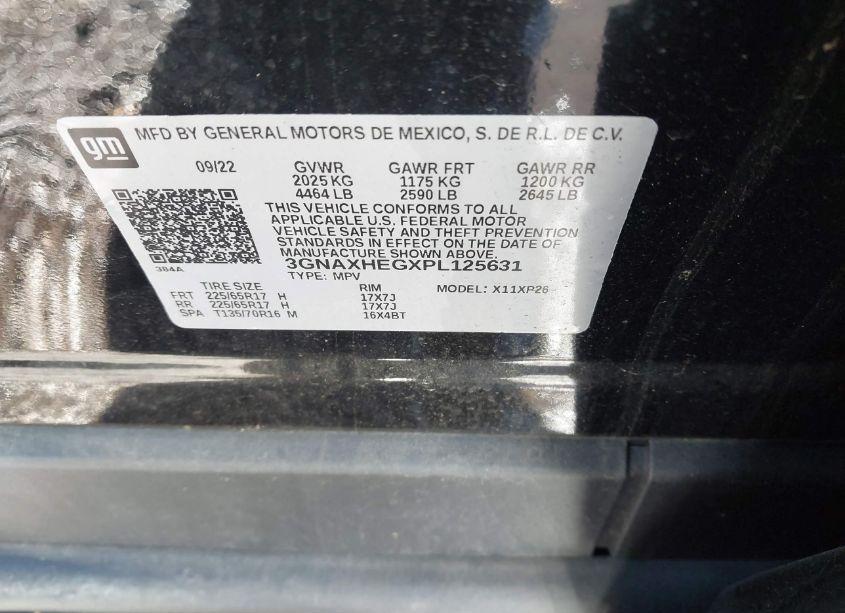 gm
MFD BY GENERAL MOTORS DE MEXICO, S. DE R.L. DE C.V.
09/22 GVWR GAWR FRT GAWR RR
2025 KG 1175 KG 1200 KG
4464 LB 2590 LB 2645 LB
THIS VEHICLE CONFORMS TO ALL
APPLICABLE U.S. FEDERAL MOTOR
VEHICLE SAFETY AND THEFT PREVENTION
STANDARDS IN EFFECT ON THE DATE OF
MANUFACTURE SHOWN ABOVE.
3GNAXHEGXPL125631
384A
TYPE: MPV MODEL: X11XP26
TIRE SIZE RIM
FRT 225/65R17 H 17X7J
RR 225/65R17 H 17X7J
SPA T135/70R16 M 16X4BT